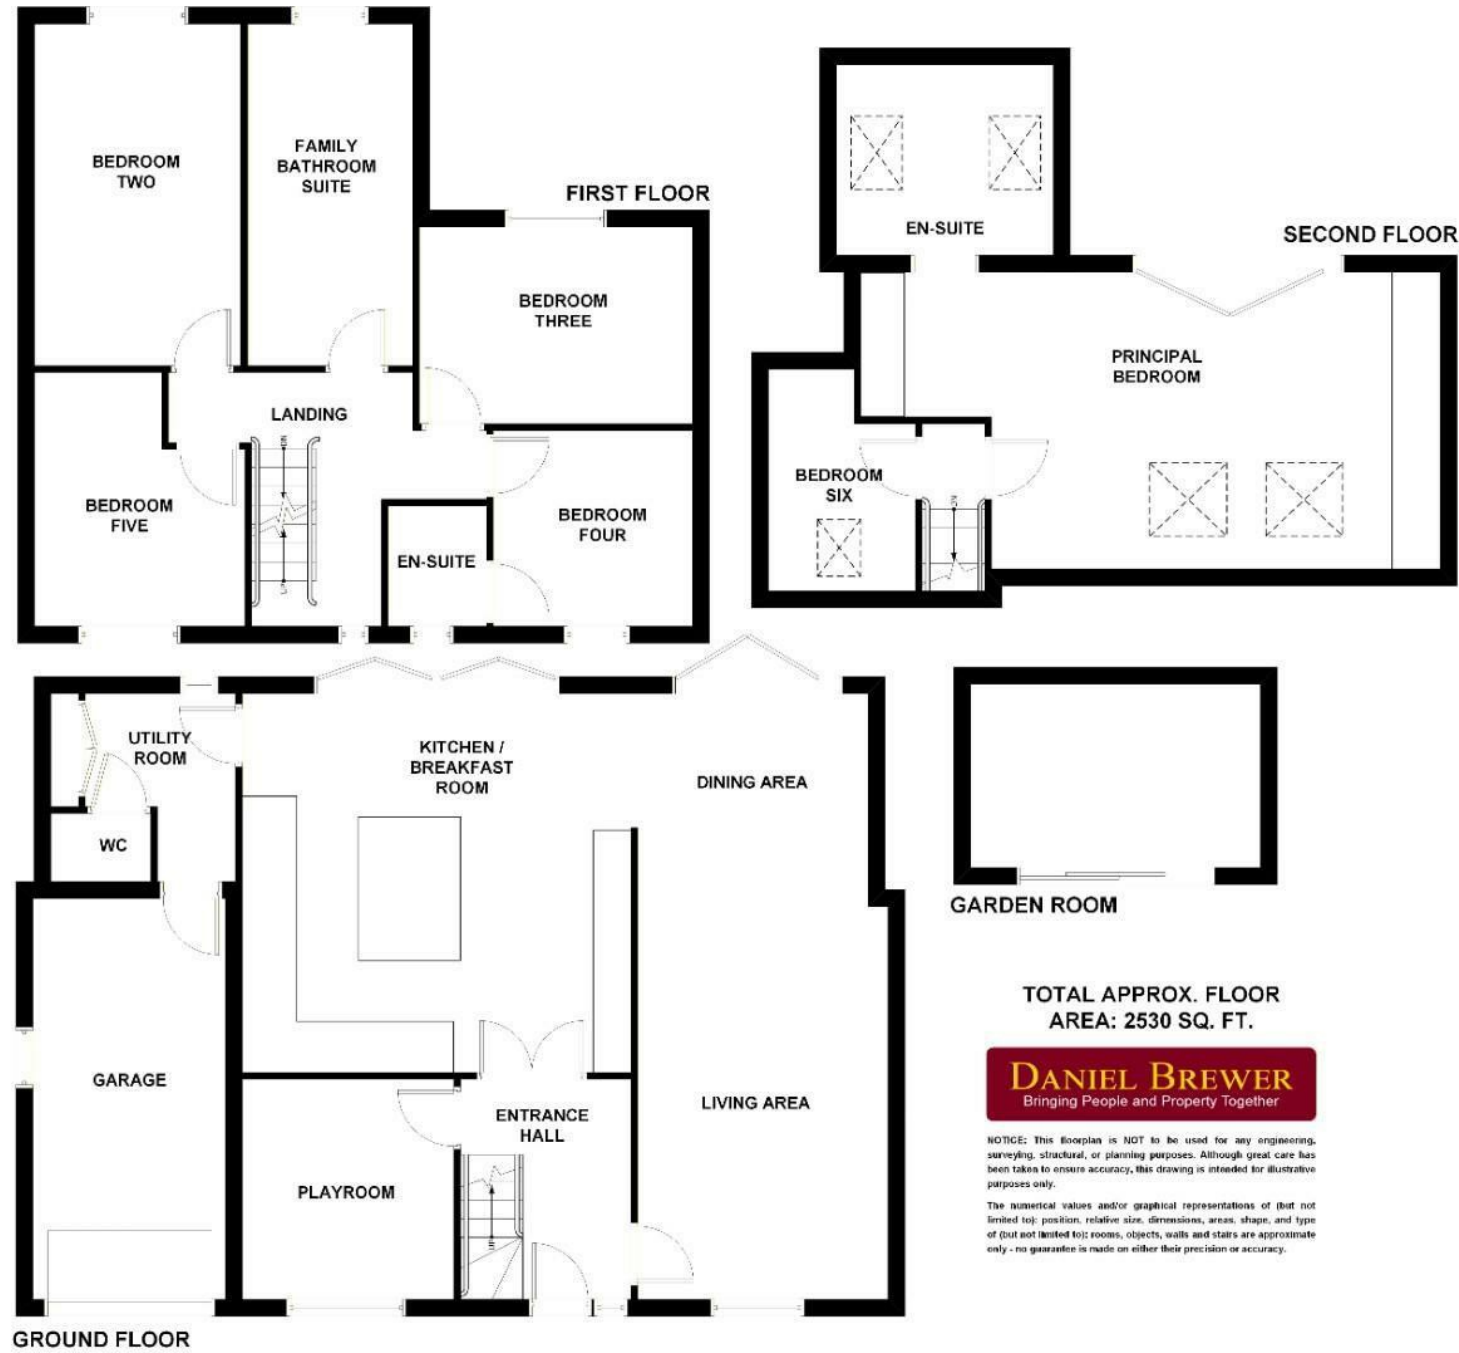 BEDROOM
TWO
FAMILY
BATHROOM
SUITE
FIRST FLOOR
BEDROOM
THREE
LANDING
DN
UP
BEDROOM
FIVE
EN-SUITE
BEDROOM
FOUR
EN-SUITE
SECOND FLOOR
PRINCIPAL
BEDROOM
BEDROOM
SIX
DN
UTILITY
ROOM
WC
KITCHEN /
BREAKFAST
ROOM
DINING AREA
GARAGE
ENTRANCE
HALL
LIVING AREA
PLAYROOM
UP
GROUND FLOOR
GARDEN ROOM
TOTAL APPROX. FLOOR
AREA: 2530 SQ. FT.
DANIEL BREWER
Bringing People and Property Together
NOTICE: This floorplan is NOT to be used for any engineering,
surveying, structural, or planning purposes. Although great care has
been taken to ensure accuracy, this drawing is intended for illustrative
purposes only.
The numerical values and/or graphical representations of (but not
limited to): position, relative size, dimensions, areas, shape, and type
of (but not limited to): rooms, objects, walls and stairs are approximate
only - no guarantee is made on either their precision or accuracy.